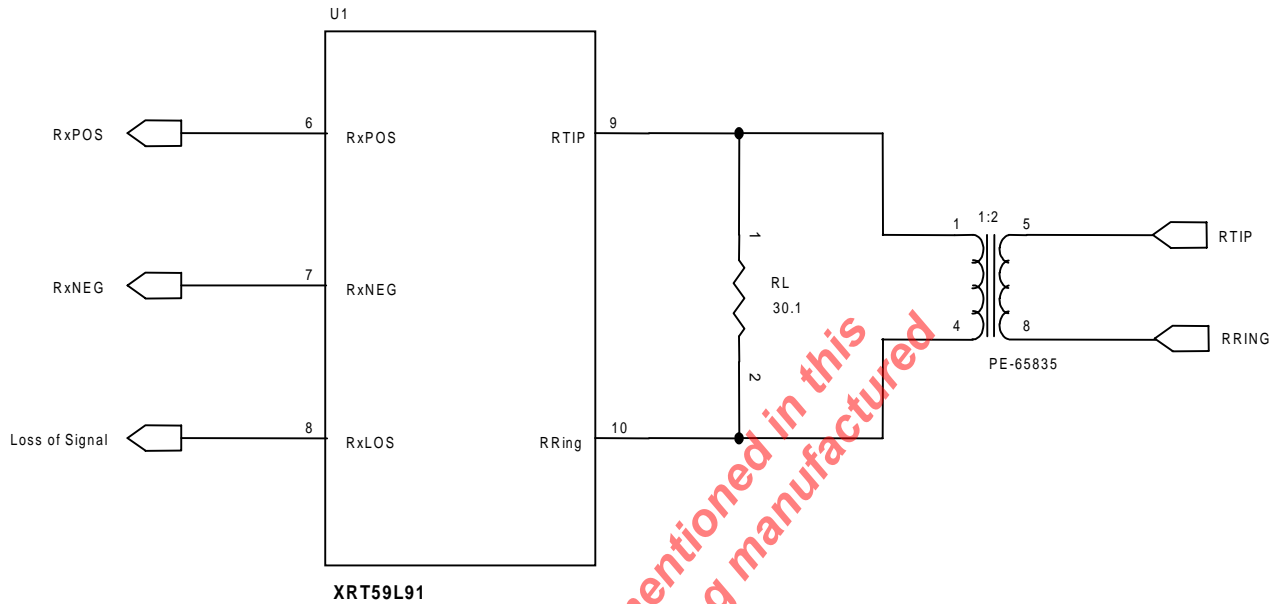 U1
RxPOS
6
RxPOS
RTIP
9
RxNEG
7
RxNEG
Loss of Signal
8
RxLOS
RRing
10
1
RL
30.1
2
1:2
1
5
4
8
PE-65835
RTIP
RRING
XRT59L91
mentioned in this
manufactured